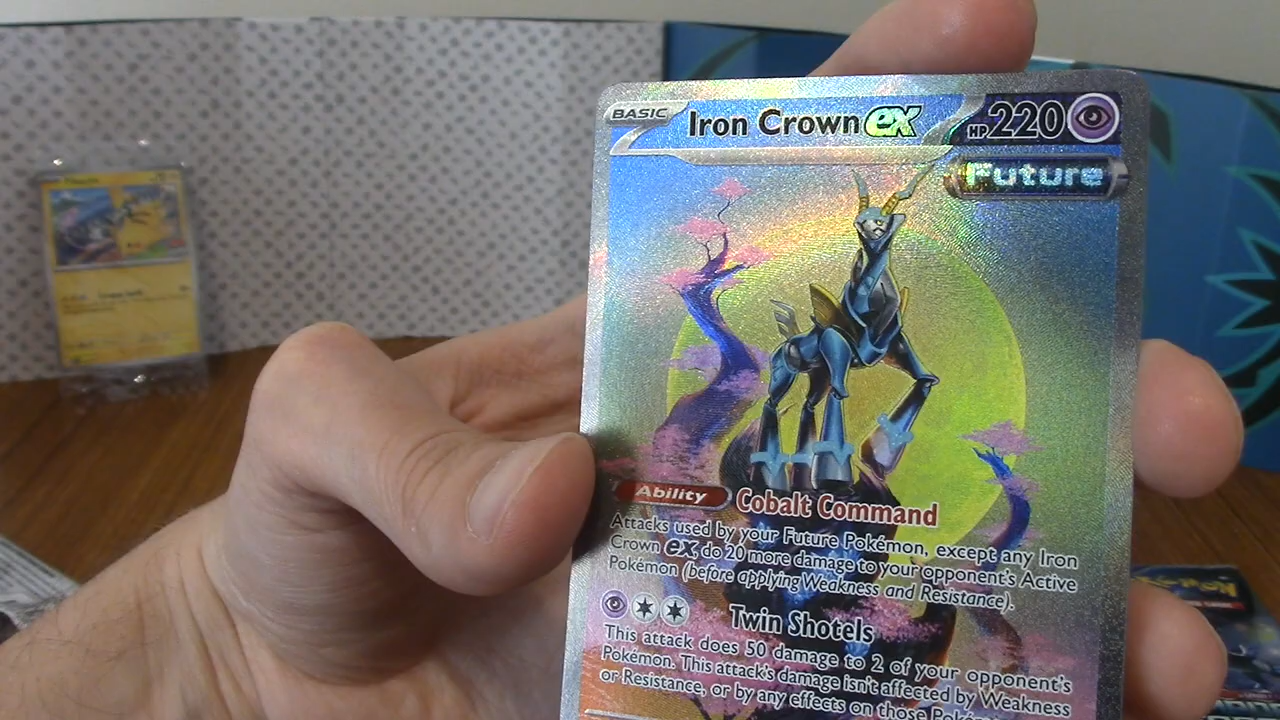 BASIC Iron Crown ex HP 220
Future
Ability Cobalt Command
Attacks used by your Future Pokémon, except any Iron
Crown ex do 20 more damage to your opponent's Active
Pokémon (before applying Weakness and Resistance).
Twin Shotels
This attack does 50 damage to 2 of your opponent's
Pokémon. This attack's damage isn't affected by Weakness
or Resistance, or by any effects on those